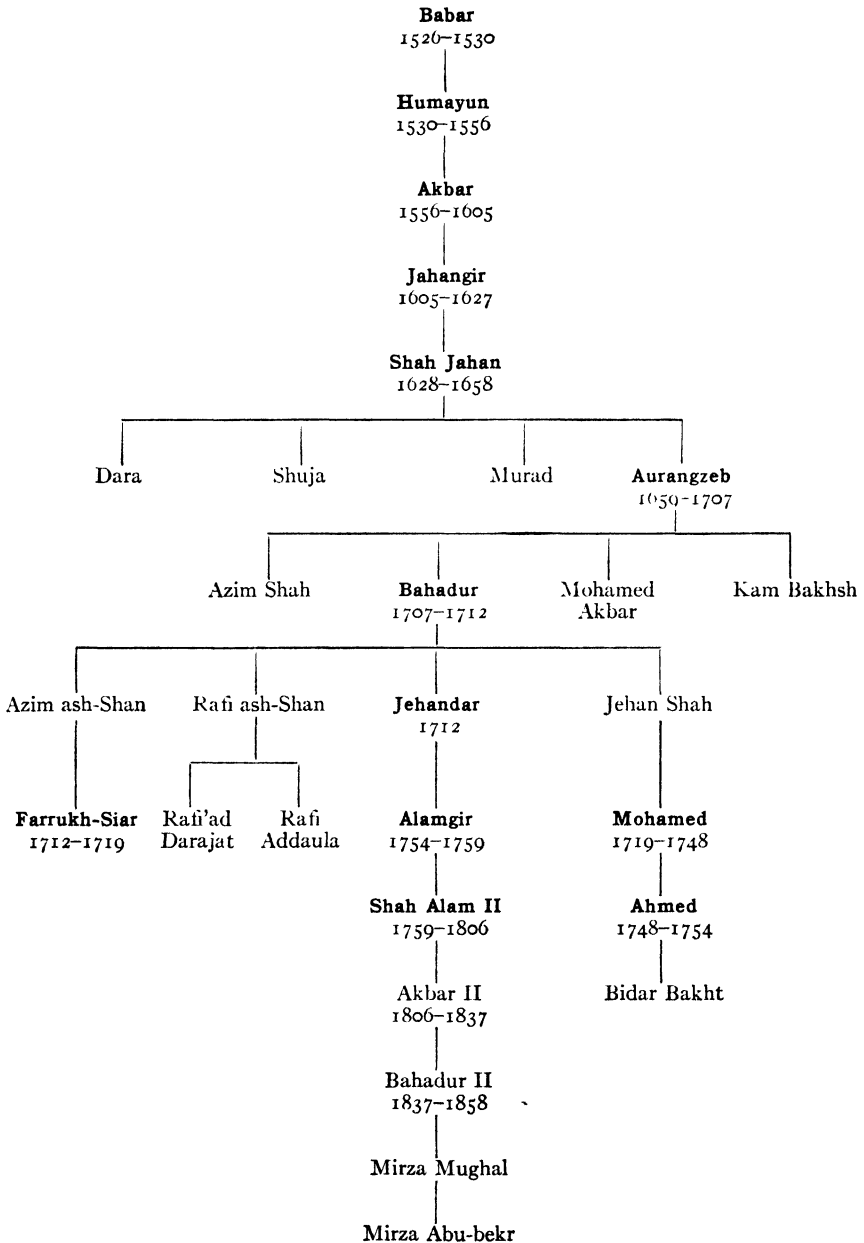 Babar
1526-1530
Humayun
1530-1556
Akbar
1556-1605
Jahangir
1605-1627
Shah Jahan
1628-1658
Dara
Shuja
Murad
Aurangzeb
1659-1707
Azim Shah
Bahadur
1707-1712
Mohamed
Akbar
Kam Bakhsh
Azim ash-Shan
Rafi ash-Shan
Jehandar
1712
Jehan Shah
Farrukh-Siar
1712-1719
Rafi'ad
Darajat
Rafi
Addaula
Alamgir
1754-1759
Mohamed
1719-1748
Shah Alam II
1759-1806
Ahmed
1748-1754
Akbar II
1806-1837
Bidar Bakht
Bahadur II
1837-1858
Mirza Mughal
Mirza Abu-bekr